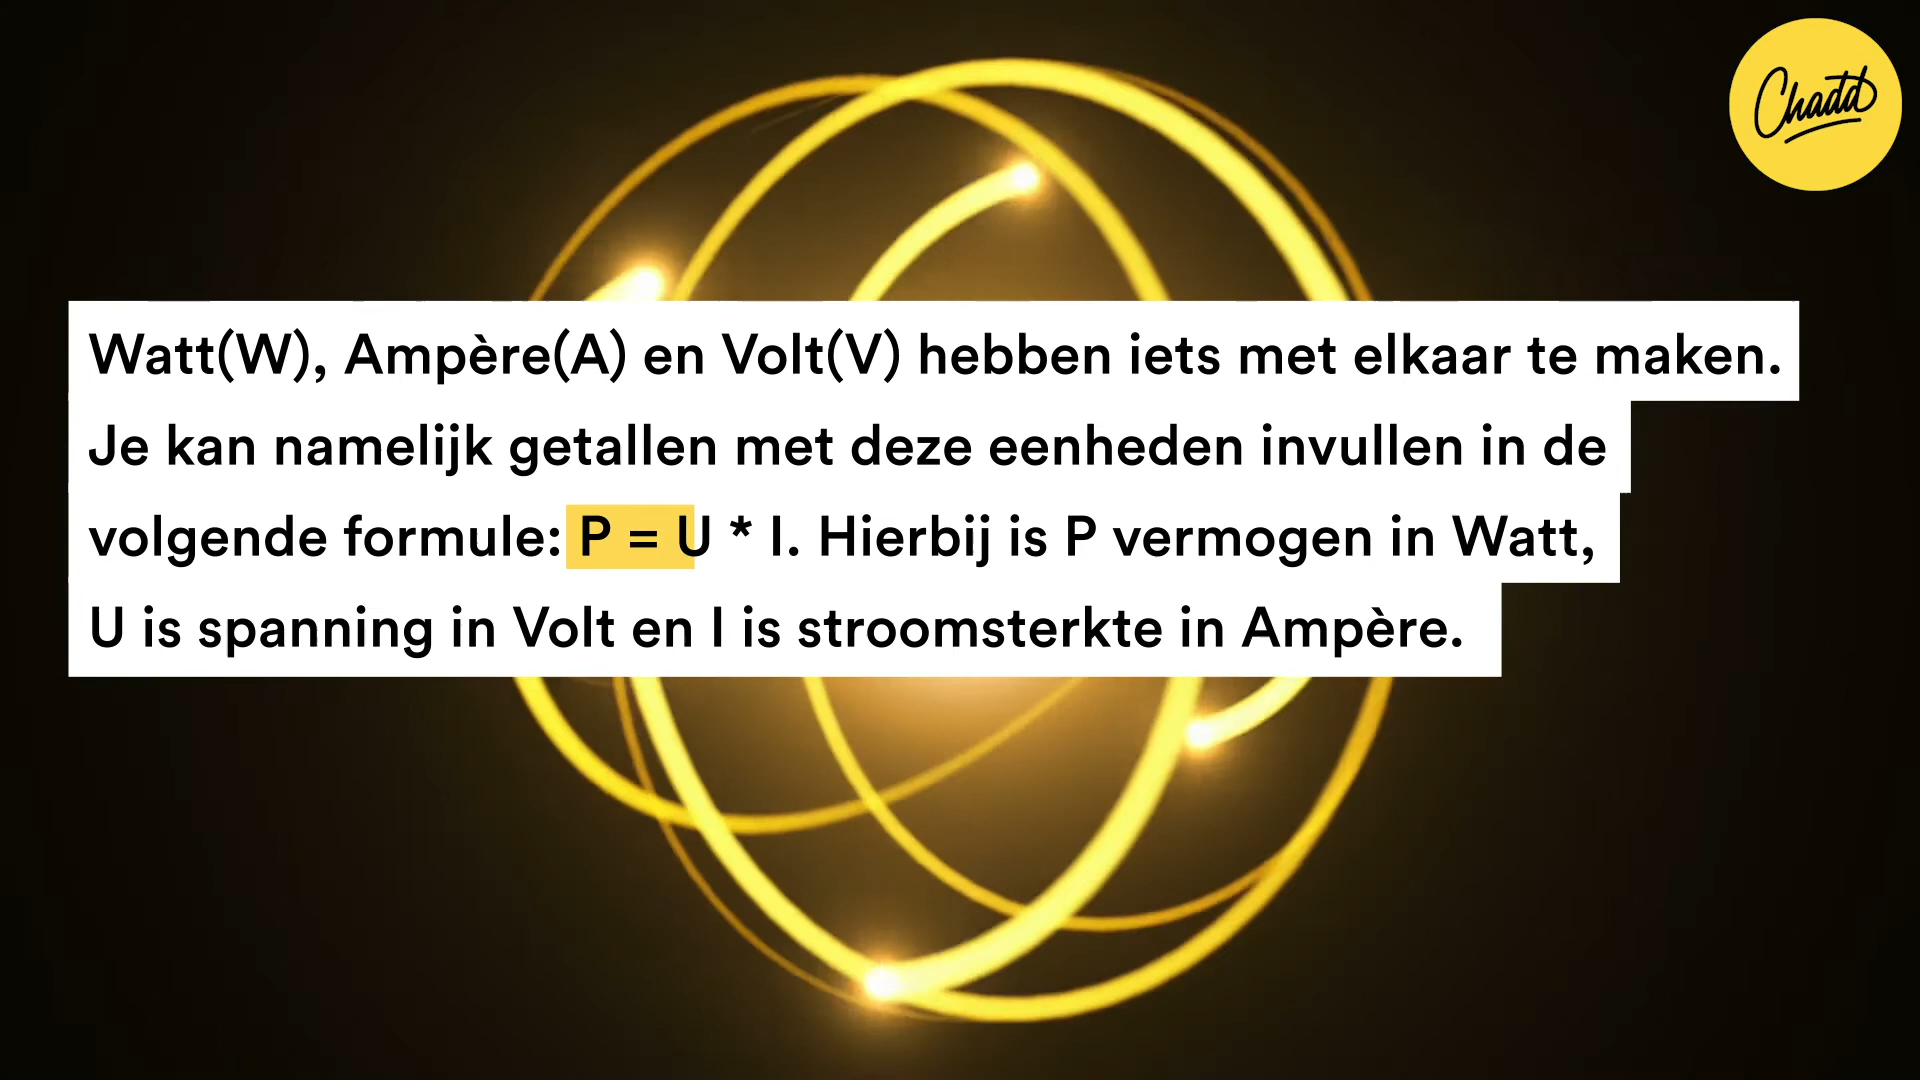 Chadd
Watt(W), Ampère(A) en Volt(V) hebben iets met elkaar te maken.
Je kan namelijk getallen met deze eenheden invullen in de
volgende formule: P = U * I. Hierbij is P vermogen in Watt,
U is spanning in Volt en I is stroomsterkte in Ampère.